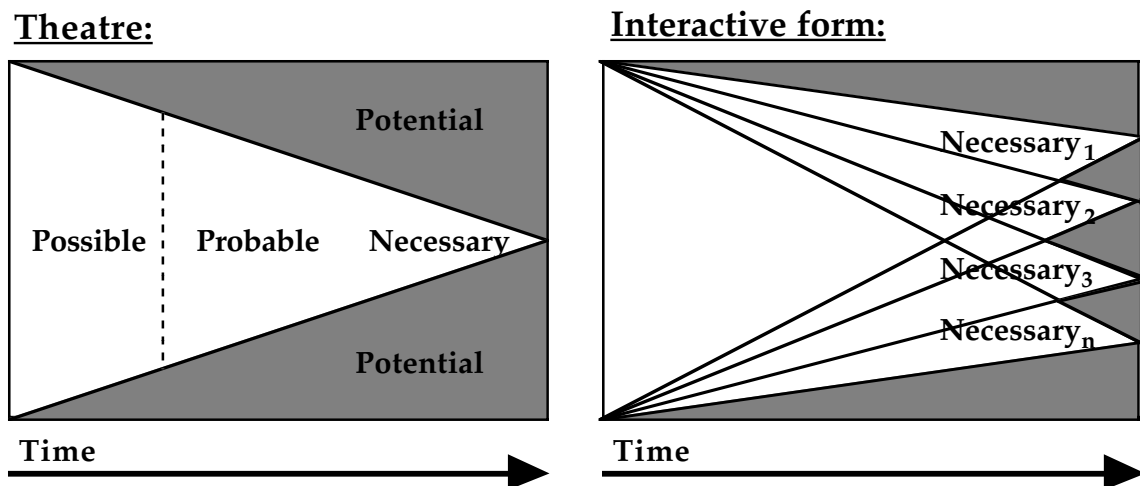 Theatre:
Potential
Possible
Probable
Necessary
Potential
Time
Interactive form:
Necessary1
Necessary2
Necessary3
Necessaryn
Time